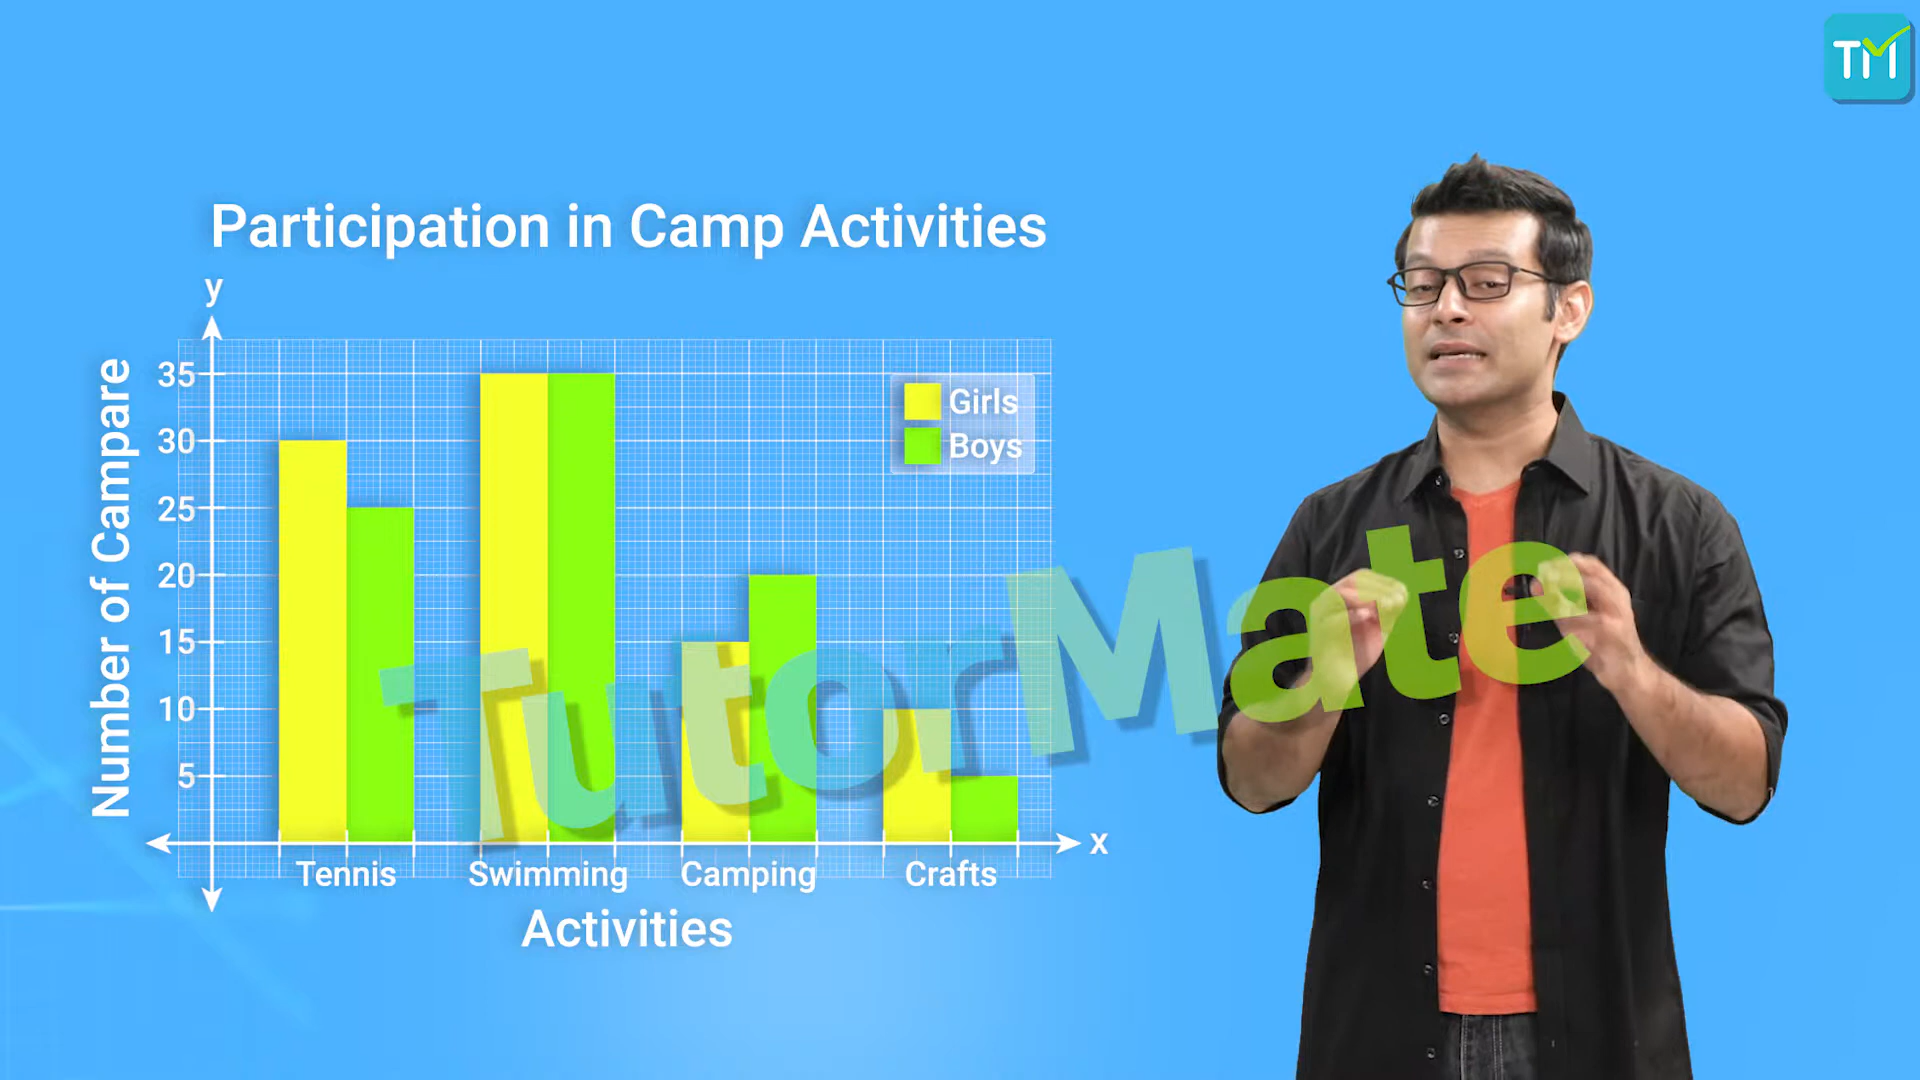 TM
Participation in Camp Activities
y
Number of Campare
35
30
25
20
15
10
5
Girls
Boys
TutorMate
x
Tennis Swimming Camping Crafts
Activities